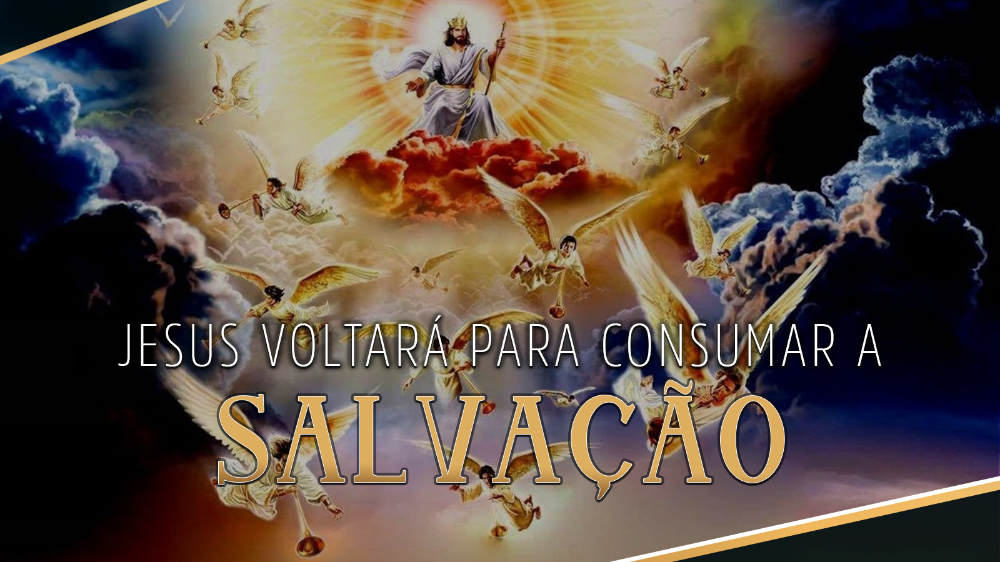 JESUS VOLTARÁ PARA CONSUMAR A
SALVAÇÃO